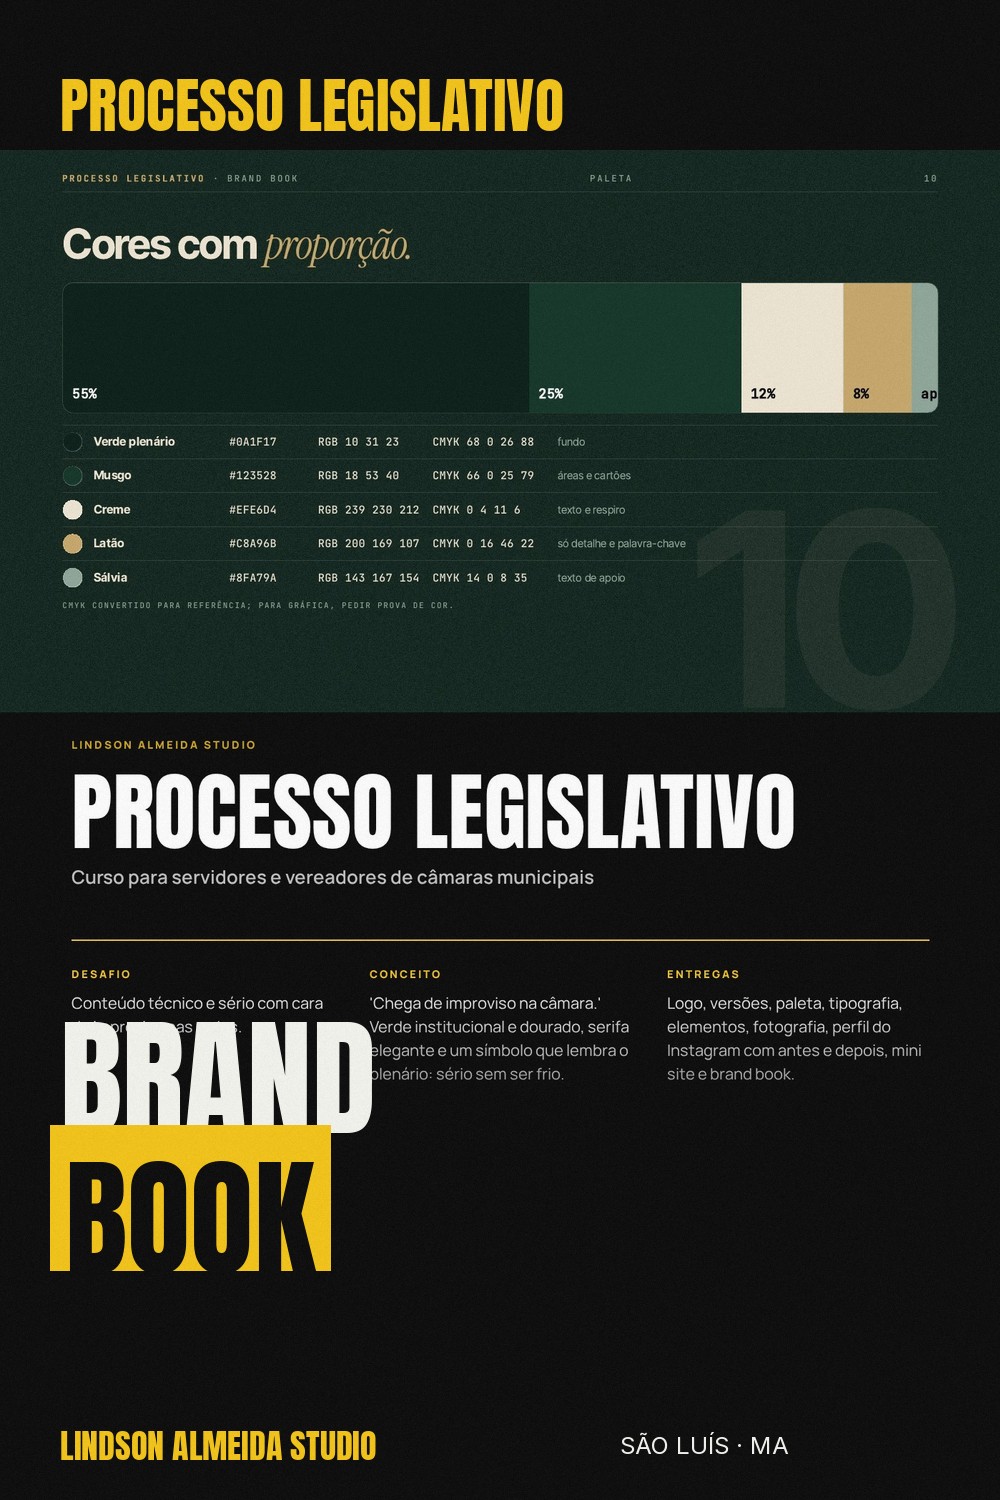 PROCESSO LEGISLATIVO
PROCESSO LEGISLATIVO · BRAND BOOK PALETA 10
Cores com proporção.
55% 25% 12% 8% ap
Verde plenário #0A1F17 RGB 10 31 23 CMYK 68 0 26 88 fundo
Musgo #123528 RGB 18 53 40 CMYK 66 0 25 79 áreas e cartões
Creme #EFE6D4 RGB 239 230 212 CMYK 0 4 11 6 texto e respiro
Latão #C8A96B RGB 200 169 107 CMYK 0 16 46 22 só detalhe e palavra-chave
Sálvia #8FA79A RGB 143 167 154 CMYK 14 0 8 35 texto de apoio
CMYK CONVERTIDO PARA REFERÊNCIA; PARA GRÁFICA, PEDIR PROVA DE COR.
10
LINDSON ALMEIDA STUDIO
PROCESSO LEGISLATIVO
Curso para servidores e vereadores de câmaras municipais
DESAFIO
Conteúdo técnico e sério com cara
CONCEITO
'Chega de improviso na câmara.'
Verde institucional e dourado, serifa
elegante e um símbolo que lembra o
plenário: sério sem ser frio.
ENTREGAS
Logo, versões, paleta, tipografia,
elementos, fotografia, perfil do
Instagram com antes e depois, mini
site e brand book.
BRAND
BOOK
LINDSON ALMEIDA STUDIO
SÃO LUÍS · MA